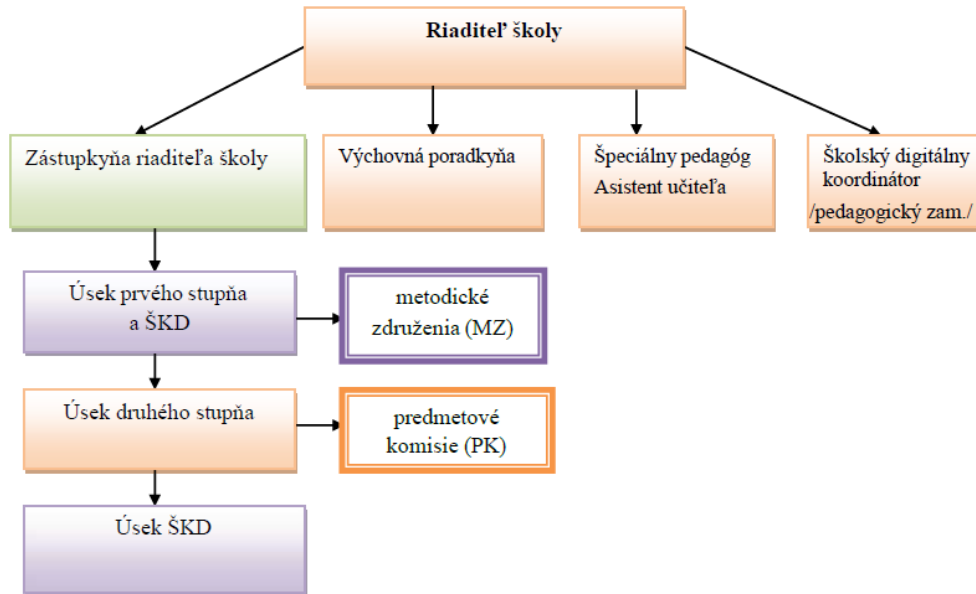 Riaditeľ školy
Zástupkyňa riaditeľa školy
Výchovná poradkyňa
Špeciálny pedagóg
Asistent učiteľa
Školský digitálny
koordinátor
/pedagogický zam./
Úsek prvého stupňa
a ŠKD
metodické
združenia (MZ)
Úsek druhého stupňa
predmetové
komisie (PK)
Úsek ŠKD